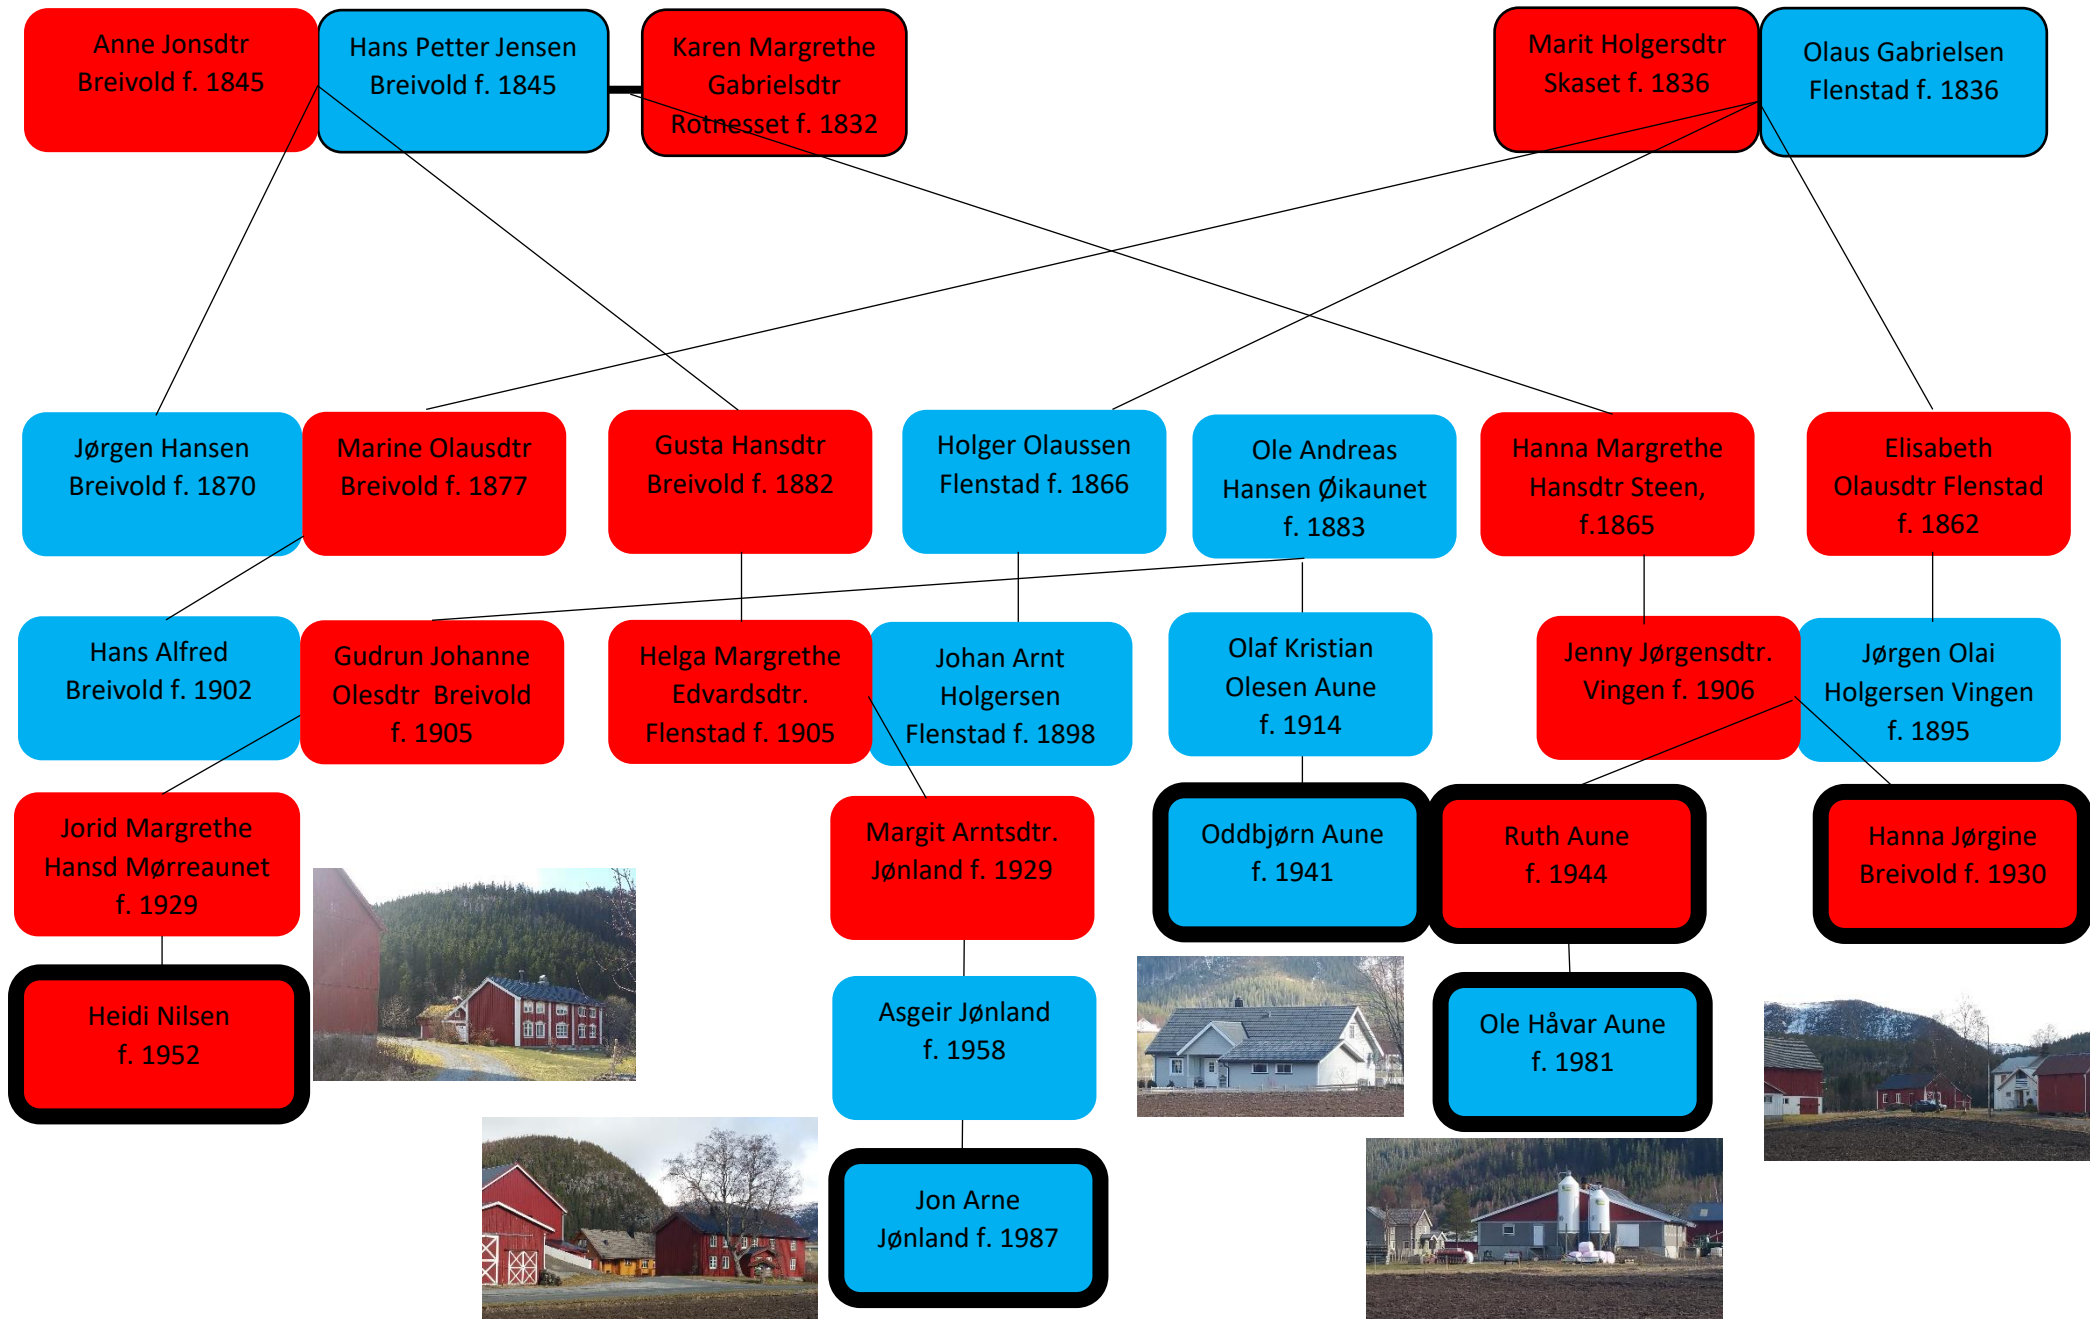 Anne Jonsdtr
Breivold f. 1845
Hans Petter Jensen
Breivold f. 1845
Karen Margrethe
Gabrielsdtr
Rotnesset f. 1832
Marit Holgersdtr
Skaset f. 1836
Olaus Gabrielsen
Flenstad f. 1836
Jørgen Hansen
Breivold f. 1870
Marine Olausdtr
Breivold f. 1877
Gusta Hansdtr
Breivold f. 1882
Holger Olaussen
Flenstad f. 1866
Ole Andreas
Hansen Øikaunet
f. 1883
Hanna Margrethe
Hansdtr Steen,
f.1865
Elisabeth
Olausdtr Flenstad
f. 1862
Hans Alfred
Breivold f. 1902
Gudrun Johanne
Olesdtr Breivold
f. 1905
Helga Margrethe
Edvardsdtr.
Flenstad f. 1905
Johan Arnt
Holgersen
Flenstad f. 1898
Olaf Kristian
Olesen Aune
f. 1914
Jenny Jørgensdtr.
Vingen f. 1906
Jørgen Olai
Holgersen Vingen
f. 1895
Jorid Margrethe
Hansd Mørreaunet
f. 1929
Margit Arntsdtr.
Jønland f. 1929
Oddbjørn Aune
f. 1941
Ruth Aune
f. 1944
Hanna Jørgine
Breivold f. 1930
Heidi Nilsen
f. 1952
Asgeir Jønland
f. 1958
Ole Håvar Aune
f. 1981
Jon Arne
Jønland f. 1987